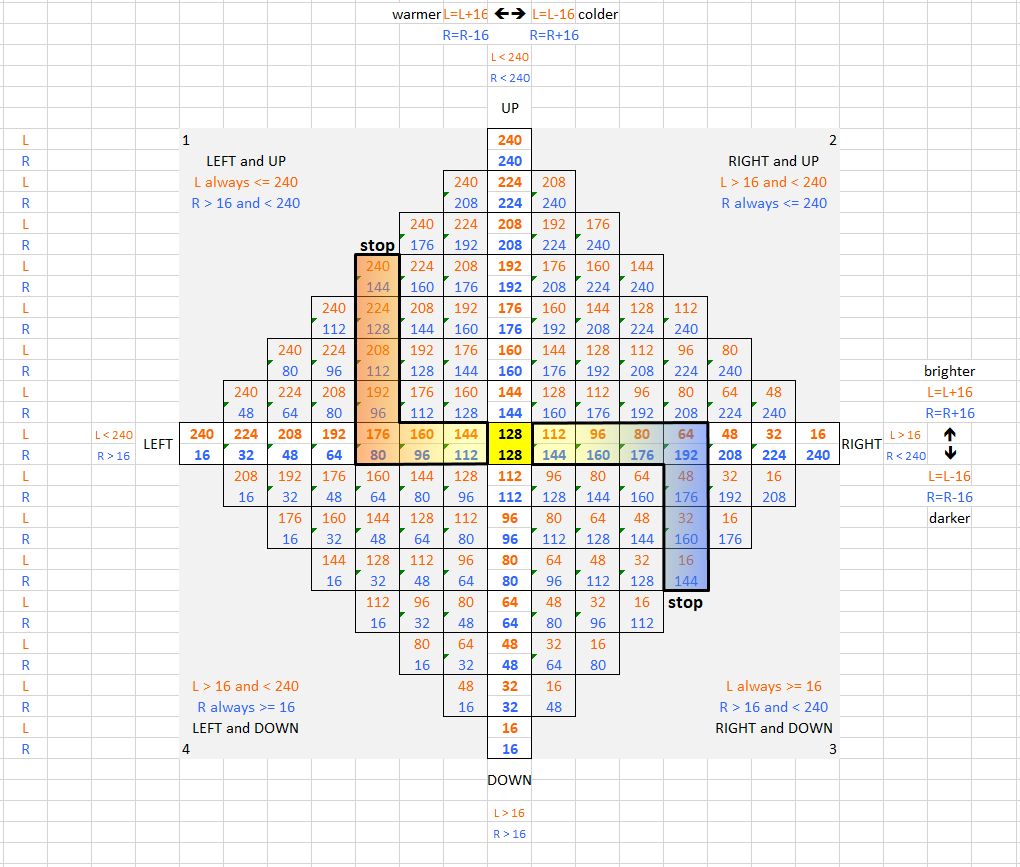 warmer L=L+16 ←→ L=L-16 colder
R=R-16 R=R+16
L < 240
R < 240
UP
L 1 240 2
R LEFT and UP 240 RIGHT and UP
L L always <= 240 240 224 208 L > 16 and < 240
R R > 16 and < 240 208 224 240 R always <= 240
L 240 224 208 192 176
R stop 176 192 208 224 240
L 240 224 208 192 176 160 144
R 144 160 176 192 208 224 240
L 240 224 208 192 176 160 144 128 112
R 112 128 144 160 176 192 208 224 240
L 240 224 208 192 176 160 144 128 112 96 80
R 80 96 112 128 144 160 176 192 208 224 240 brighter
L 240 224 208 192 176 160 144 128 112 96 80 64 48 L=L+16
R 48 64 80 96 112 128 144 160 176 192 208 224 240 R=R+16
L L < 240 LEFT 240 224 208 192 176 160 144 128 112 96 80 64 48 32 16 RIGHT L > 16 ↑
R R > 16 16 32 48 64 80 96 112 128 144 160 176 192 208 224 240 R < 240 ↓
L 208 192 176 160 144 128 112 96 80 64 48 32 16 L=L-16
R 16 32 48 64 80 96 112 128 144 160 176 192 208 R=R-16
L 176 160 144 128 112 96 80 64 48 32 16 darker
R 16 32 48 64 80 96 112 128 144 160 176
L 144 128 112 96 80 64 48 32 16
R 16 32 48 64 80 96 112 128 144
L 112 96 80 64 48 32 16 stop
R 16 32 48 64 80 96 112
L 80 64 48 32 16
R 16 32 48 64 80
L L > 16 and < 240 48 32 16 L always >= 16
R R always >= 16 16 32 48 R > 16 and < 240
L LEFT and DOWN 16 RIGHT and DOWN
R 4 16 3
DOWN
L > 16
R > 16